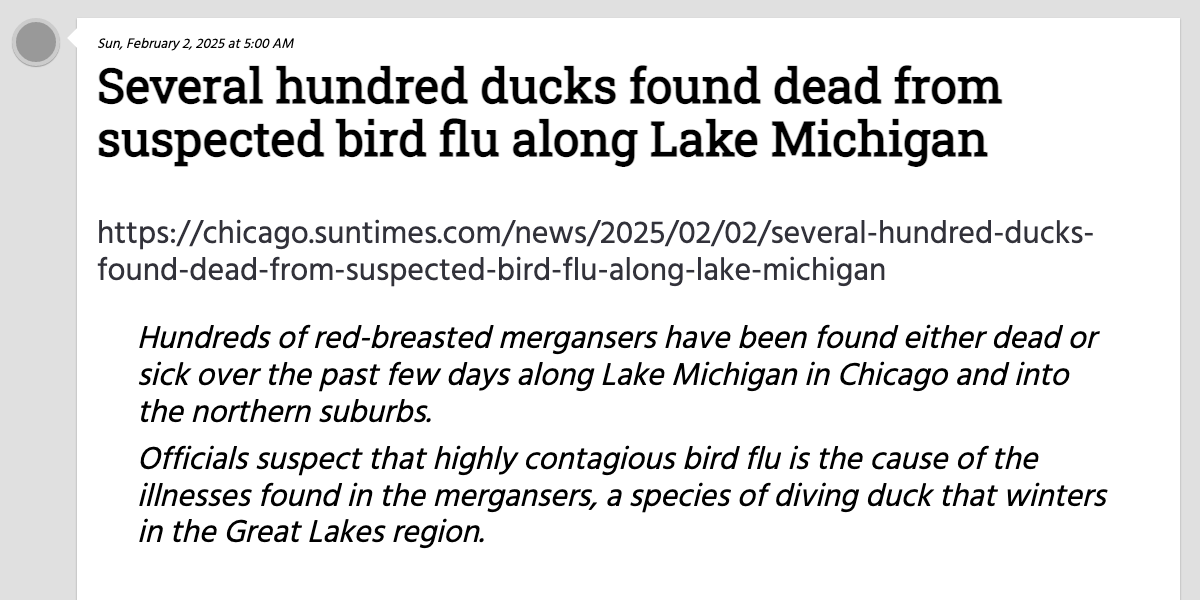 Sun, February 2, 2025 at 5:00 AM
Several hundred ducks found dead from
suspected bird flu along Lake Michigan
https://chicago.suntimes.com/news/2025/02/02/several-hundred-ducks-
found-dead-from-suspected-bird-flu-along-lake-michigan
Hundreds of red-breasted mergansers have been found either dead or
sick over the past few days along Lake Michigan in Chicago and into
the northern suburbs.
Officials suspect that highly contagious bird flu is the cause of the
illnesses found in the mergansers, a species of diving duck that winters
in the Great Lakes region.